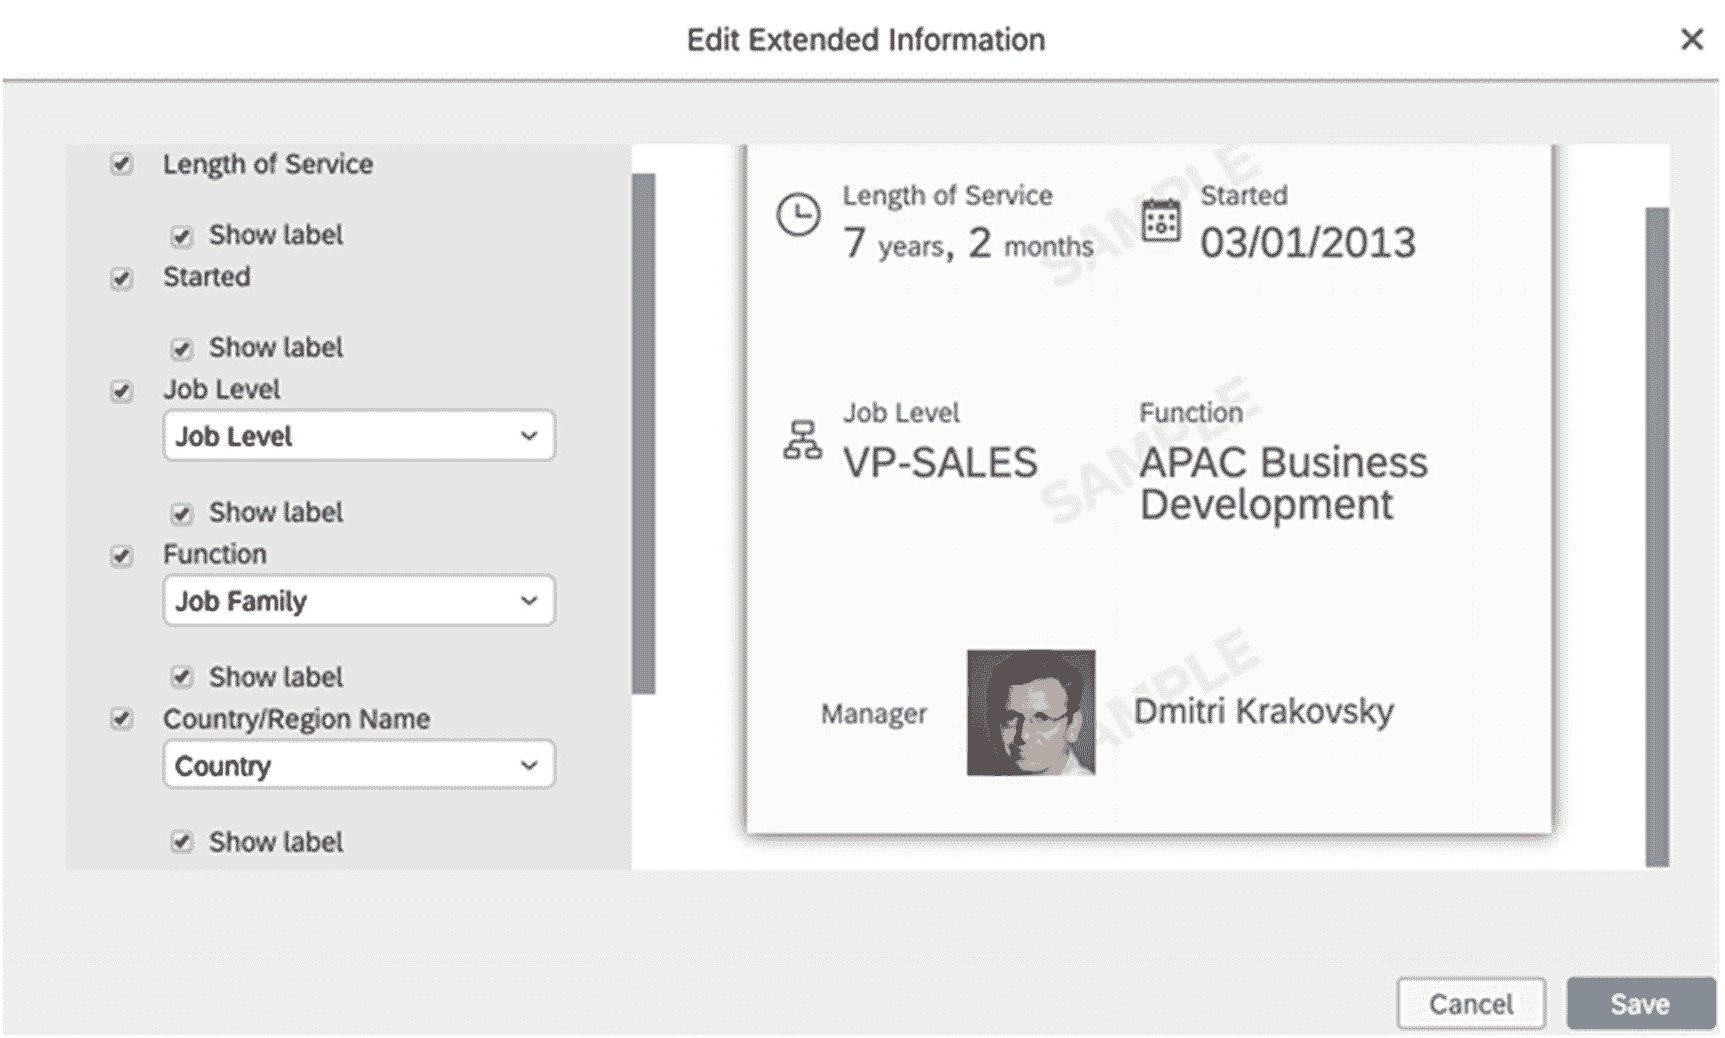 Edit Extended Information
Length of Service
Show label
Started
Show label
Job Level
Job Level
Show label
Function
Job Family
Show label
Country/Region Name
Country
Show label
Length of Service
7 years, 2 months
Started
03/01/2013
SAMPLE
Job Level
VP-SALES
Function
APAC Business
Development
SAMPLE
Manager
Dmitri Krakovsky
SAMPLE
Cancel
Save